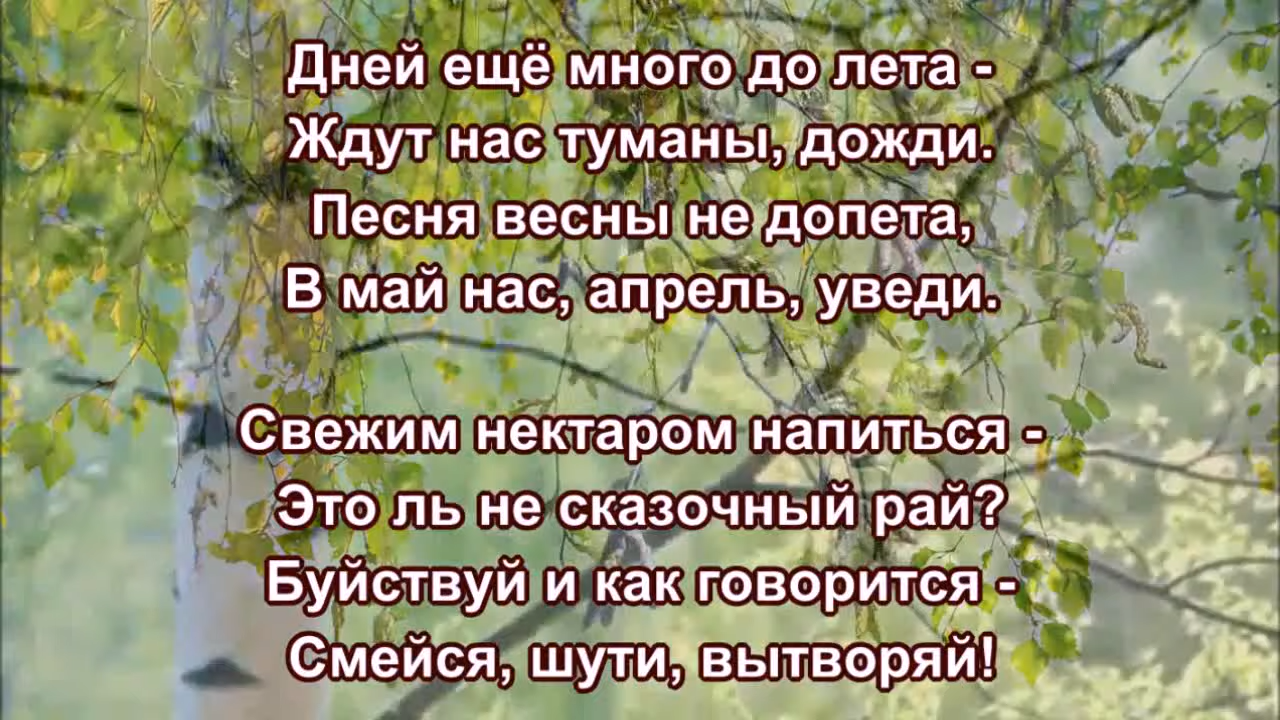 Дней ещё много до лета -
Ждут нас туманы, дожди.
Песня весны не допета,
В май нас, апрель, уведи.
Свежим нектаром напиться -
Это ль не сказочный рай?
Буйствуй и как говорится -
Смейся, шути, вытворяй!